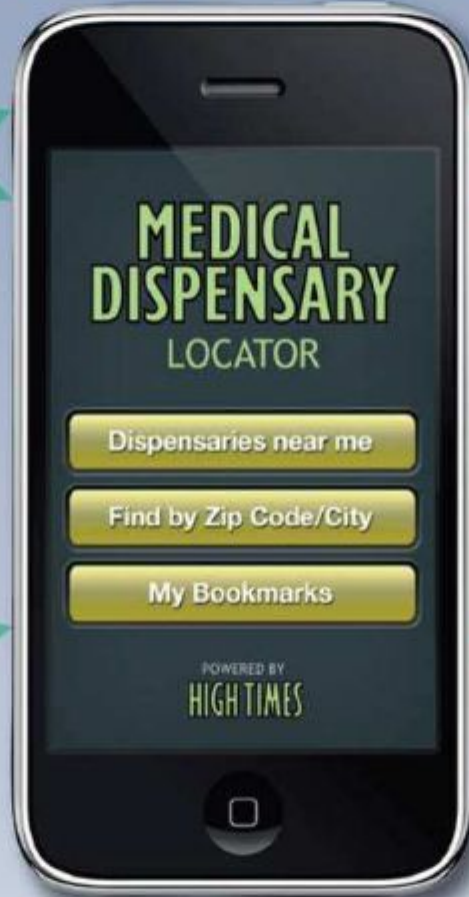 MEDICAL
DISPENSARY
LOCATOR
Dispensaries near me
Find by Zip Code/City
My Bookmarks
POWERED BY
HIGH TIMES